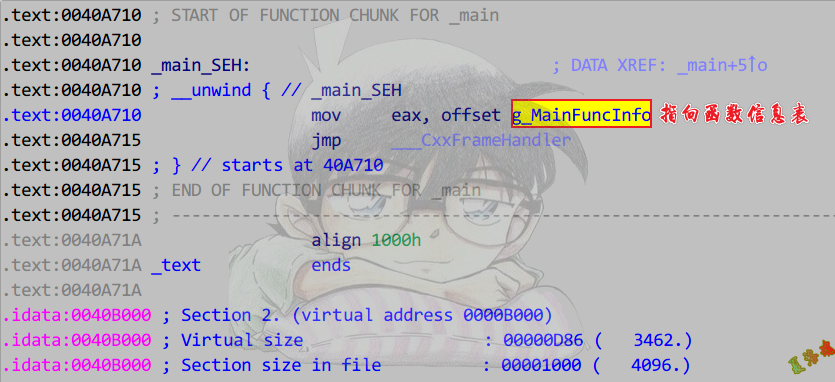 .text:0040A710 ; START OF FUNCTION CHUNK FOR _main
.text:0040A710
.text:0040A710 _main_SEH: ; DATA XREF: _main+5↑o
.text:0040A710 ; __unwind { // _main_SEH
.text:0040A710 mov eax, offset g_MainFuncInfo 指向函数信息表
.text:0040A715 jmp ___CxxFrameHandler
.text:0040A715 ; } // starts at 40A710
.text:0040A715 ; END OF FUNCTION CHUNK FOR _main
.text:0040A715 ; ---------------------------------------------------------------------------
.text:0040A71A align 1000h
.text:0040A71A _text ends
.text:0040A71A
.idata:0040B000 ; Section 2. (virtual address 0000B000)
.idata:0040B000 ; Virtual size : 00000D86 ( 3462.)
.idata:0040B000 ; Section size in file : 00001000 ( 4096.)